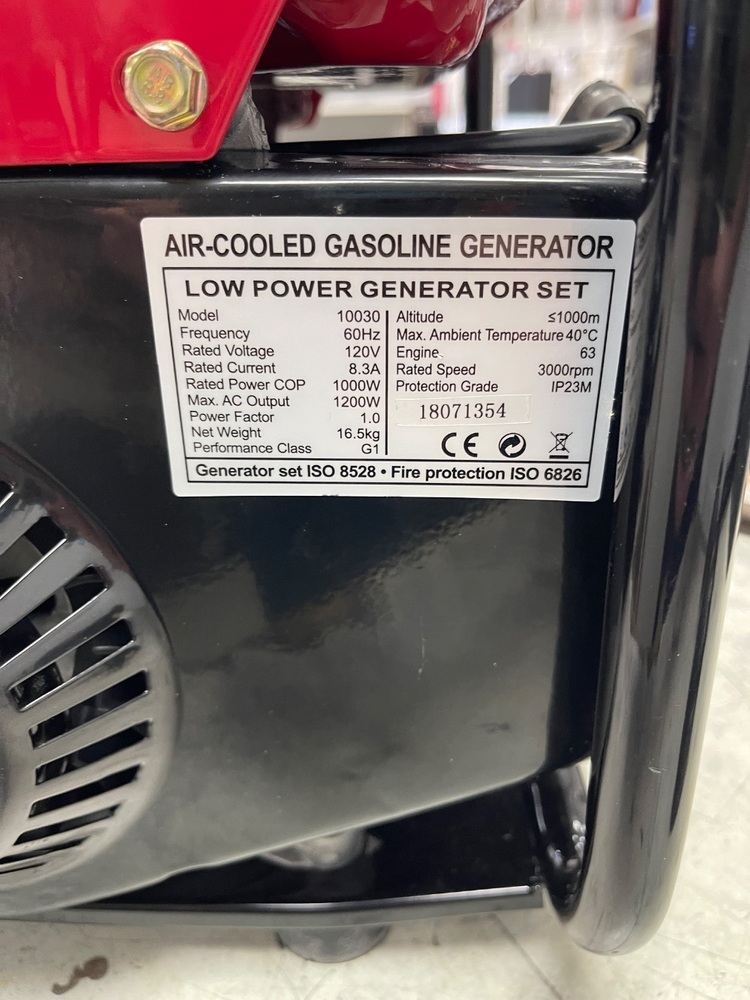 AIR-COOLED GASOLINE GENERATOR
LOW POWER GENERATOR SET
Model 10030
Frequency 60Hz
Rated Voltage 120V
Rated Current 8.3A
Rated Power COP 1000W
Max. AC Output 1200W
Power Factor 1.0
Net Weight 16.5kg
Performance Class G1
Altitude ≤1000m
Max. Ambient Temperature 40°C
Engine 63
Rated Speed 3000rpm
Protection Grade IP23M
18071354
CE
Generator set ISO 8528 • Fire protection ISO 6826